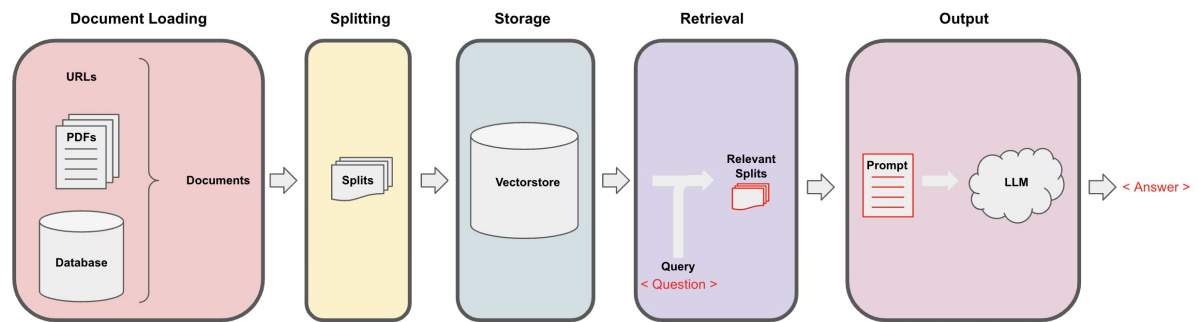 Document Loading
Splitting
Storage
Retrieval
Output
URLs
PDFs
Documents
Database
Splits
Vectorstore
Relevant
Splits
Query
< Question >
Prompt
LLM
< Answer >